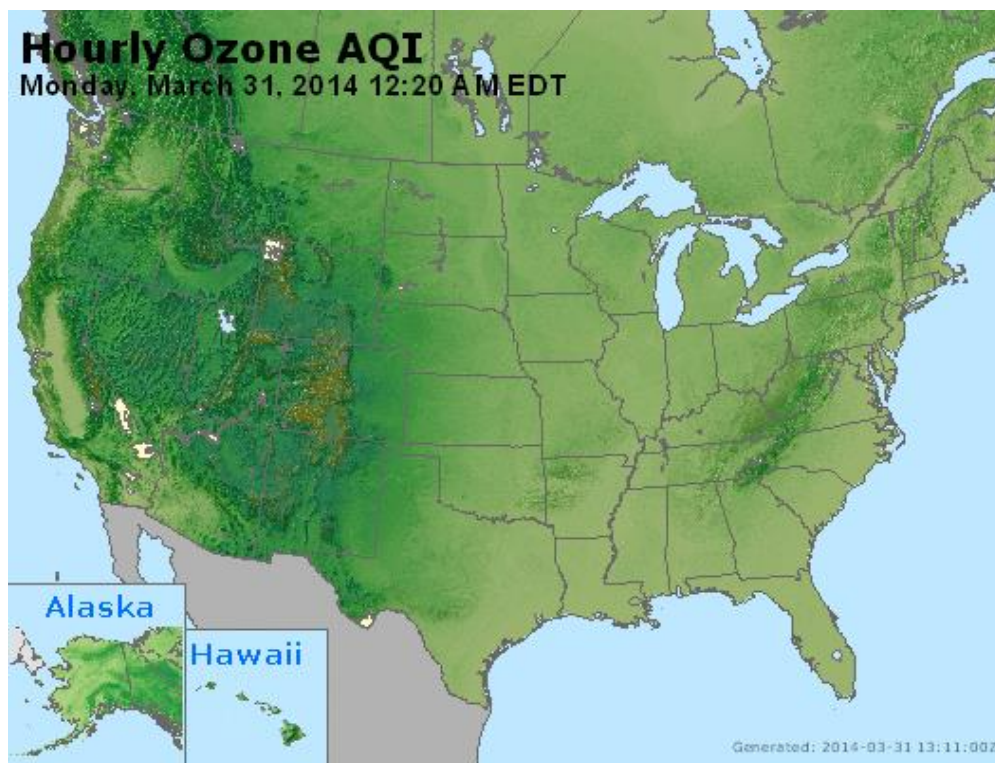 Hourly Ozone AQI
Monday, March 31, 2014 12:20 AM EDT
Alaska
Hawaii
Generated: 2014-03-31 13:11:00Z